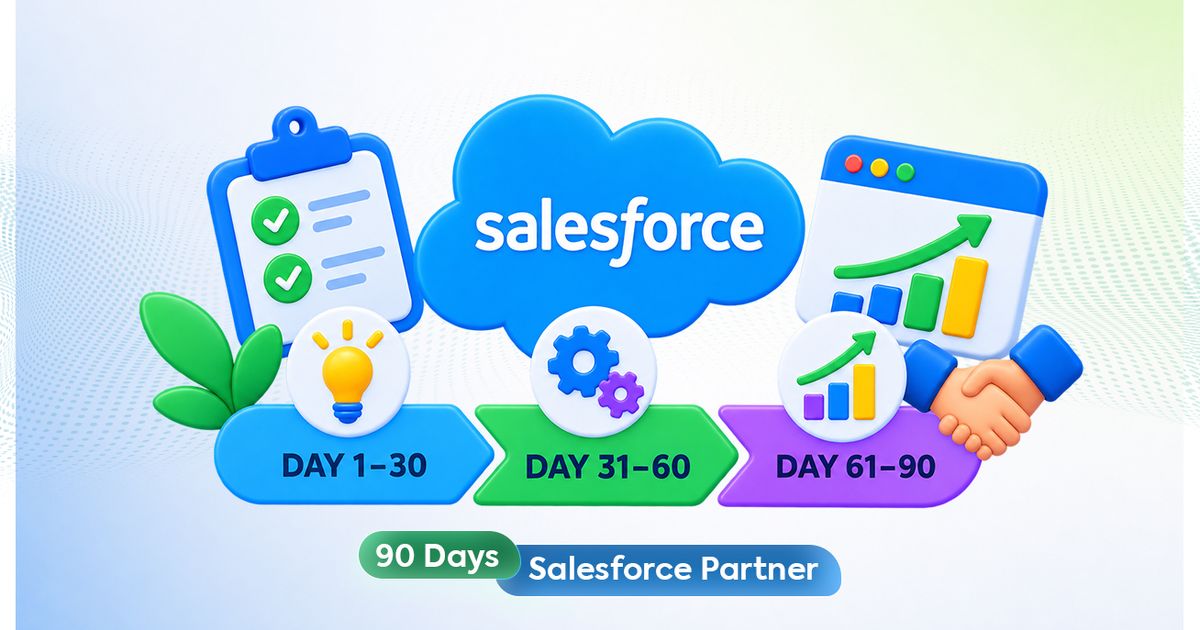 salesforce
DAY 1–30
DAY 31–60
DAY 61–90
90 Days
Salesforce Partner